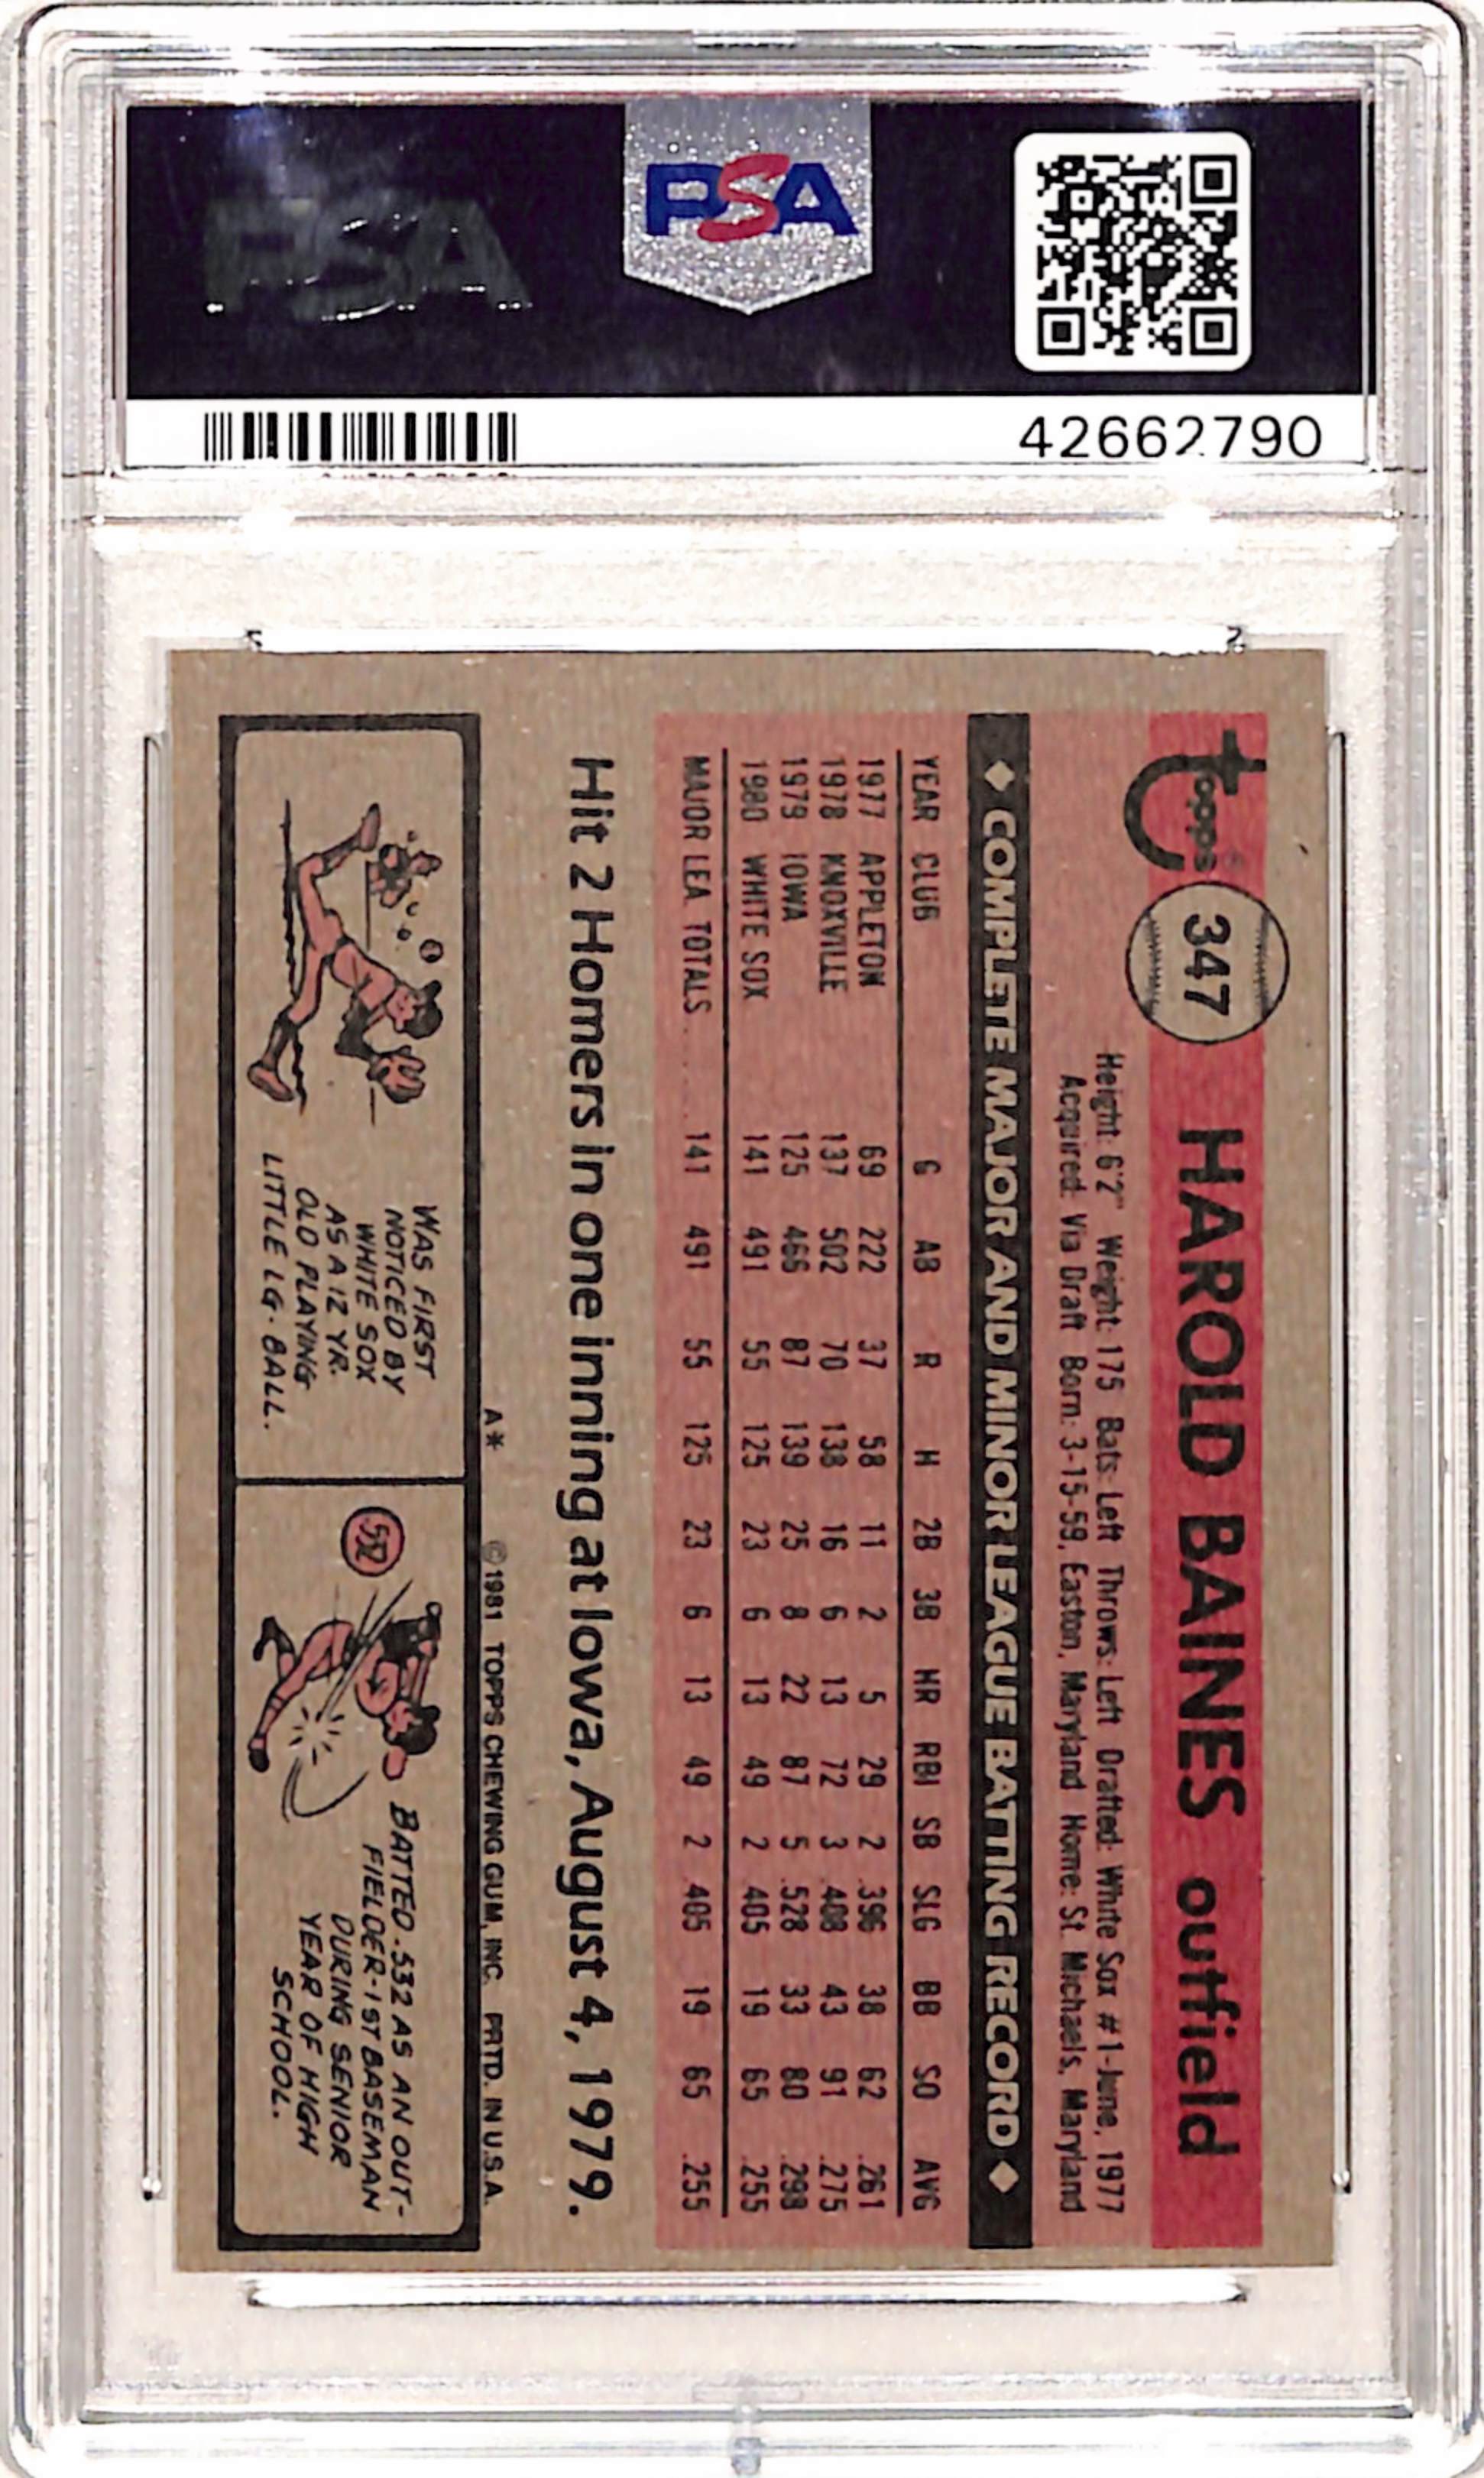 PSA
PSA
42662790
topps®
347
HAROLD BAINES outfield
Height: 6'2" Weight: 175 Bats: Left Throws: Left Drafted: White Sox #1-June, 1977
Acquired: Via Draft Born: 3-15-59, Easton, Maryland Home: St. Michaels, Maryland
◆ COMPLETE MAJOR AND MINOR LEAGUE BATTING RECORD ◆
YEAR CLUB G AB R H 2B 3B HR RBI SB SLG BB SO AVG
1977 APPLETON 69 222 37 58 11 2 5 29 2 .396 38 62 .261
1978 KNOXVILLE 137 502 70 138 16 6 13 72 3 .408 43 91 .275
1979 IOWA 125 466 87 139 25 8 22 87 5 .528 33 80 .298
1980 WHITE SOX 141 491 55 125 23 6 13 49 2 .405 19 65 .255
MAJOR LEA. TOTALS..... 141 491 55 125 23 6 13 49 2 .405 19 65 .255
Hit 2 Homers in one inning at Iowa, August 4, 1979.
A* © 1981 TOPPS CHEWING GUM, INC. PRTD. IN U.S.A.
WAS FIRST
NOTICED BY
WHITE SOX
AS A 12 YR.
OLD PLAYING
LITTLE LG. BALL.
532
BATTED .532 AS AN OUT-
FIELDER-1ST BASEMAN
DURING SENIOR
YEAR OF HIGH
SCHOOL.